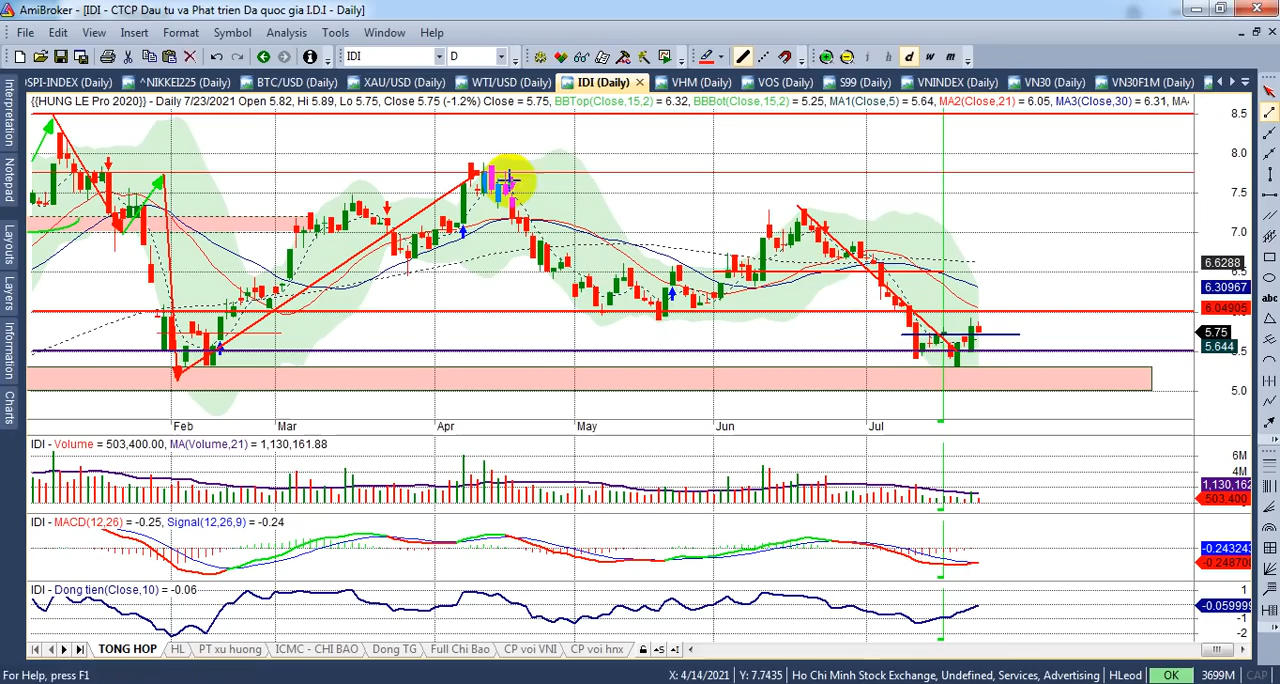 AmiBroker - [IDI - CTCP Dau tu va Phat trien Da quoc gia I.D.I - Daily]
File Edit View Insert Format Symbol Analysis Tools Window Help
IDI D d w m
SPI-INDEX (Daily) ^NIKKEI225 (Daily) BTC/USD (Daily) XAU/USD (Daily) WTI/USD (Daily) IDI (Daily) VHM (Daily) VOS (Daily) S99 (Daily) VNINDEX (Daily) VN30 (Daily) VN30F1M (Daily)
{{HUNG LE Pro 2020}} - Daily 7/23/2021 Open 5.82, Hi 5.89, Lo 5.75, Close 5.75 (-1.2%) Close = 5.75, BBTop(Close,15,2) = 6.32, BBBot(Close,15,2) = 5.25, MA1(Close,5) = 5.64, MA2(Close,21) = 6.05, MA3(Close,30) = 6.31,
Interpretation
Notepad
Layouts
Layers
Information
Charts
abc
8.5
8.0
7.5
7.0
6.6288
6.30967
6.04905
5.75
5.644
5.0
Feb Mar Apr May Jun Jul
IDI - Volume = 503,400.00, MA(Volume,21) = 1,130,161.88
6M
4M
1,130,162
503,400
IDI - MACD(12,26) = -0.25, Signal(12,26,9) = -0.24
-0.243243
-0.24870
IDI - Dong tien(Close,10) = -0.06
1
-0.059999
-1
-2
TONG HOP HL PT xu huong ICMC - CHI BAO Dong TG Full Chi Bao CP voi VNI CP voi hnx
For Help, press F1 X: 4/14/2021 Y: 7.7435 Ho Chi Minh Stock Exchange, Undefined, Services, Advertising HLeod OK 3699M CAP